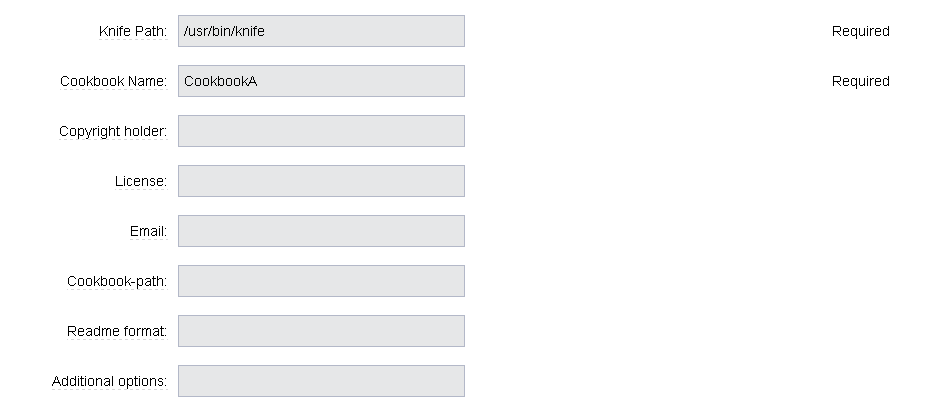 Knife Path: /usr/bin/knife Required
Cookbook Name: CookbookA Required
Copyright holder:
License:
Email:
Cookbook-path:
Readme format:
Additional options: